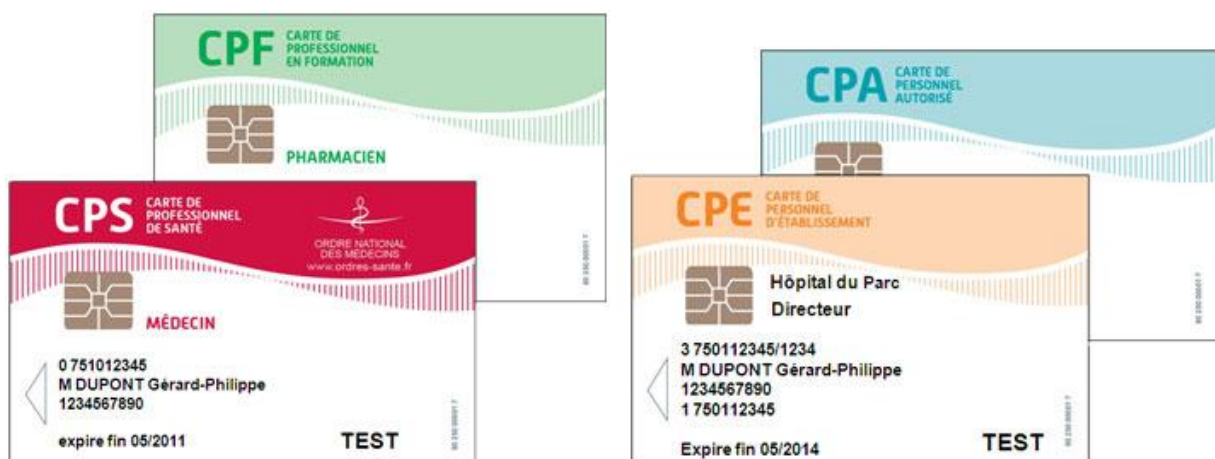 CPF CARTE DE
PROFESSIONNEL
EN FORMATION
PHARMACIEN
CPS CARTE DE
PROFESSIONNEL
DE SANTÉ
ORDRE NATIONAL
DES MÉDECINS
www.ordres-sante.fr
MÉDECIN
0 751012345
M DUPONT Gérard-Philippe
1234567890
expire fin 05/2011
TEST
CPA CARTE DE
PERSONNEL
AUTORISÉ
CPE CARTE DE
PERSONNEL
D'ÉTABLISSEMENT
Hôpital du Parc
Directeur
3 750112345/1234
M DUPONT Gérard-Philippe
1234567890
1 750112345
Expire fin 05/2014
TEST